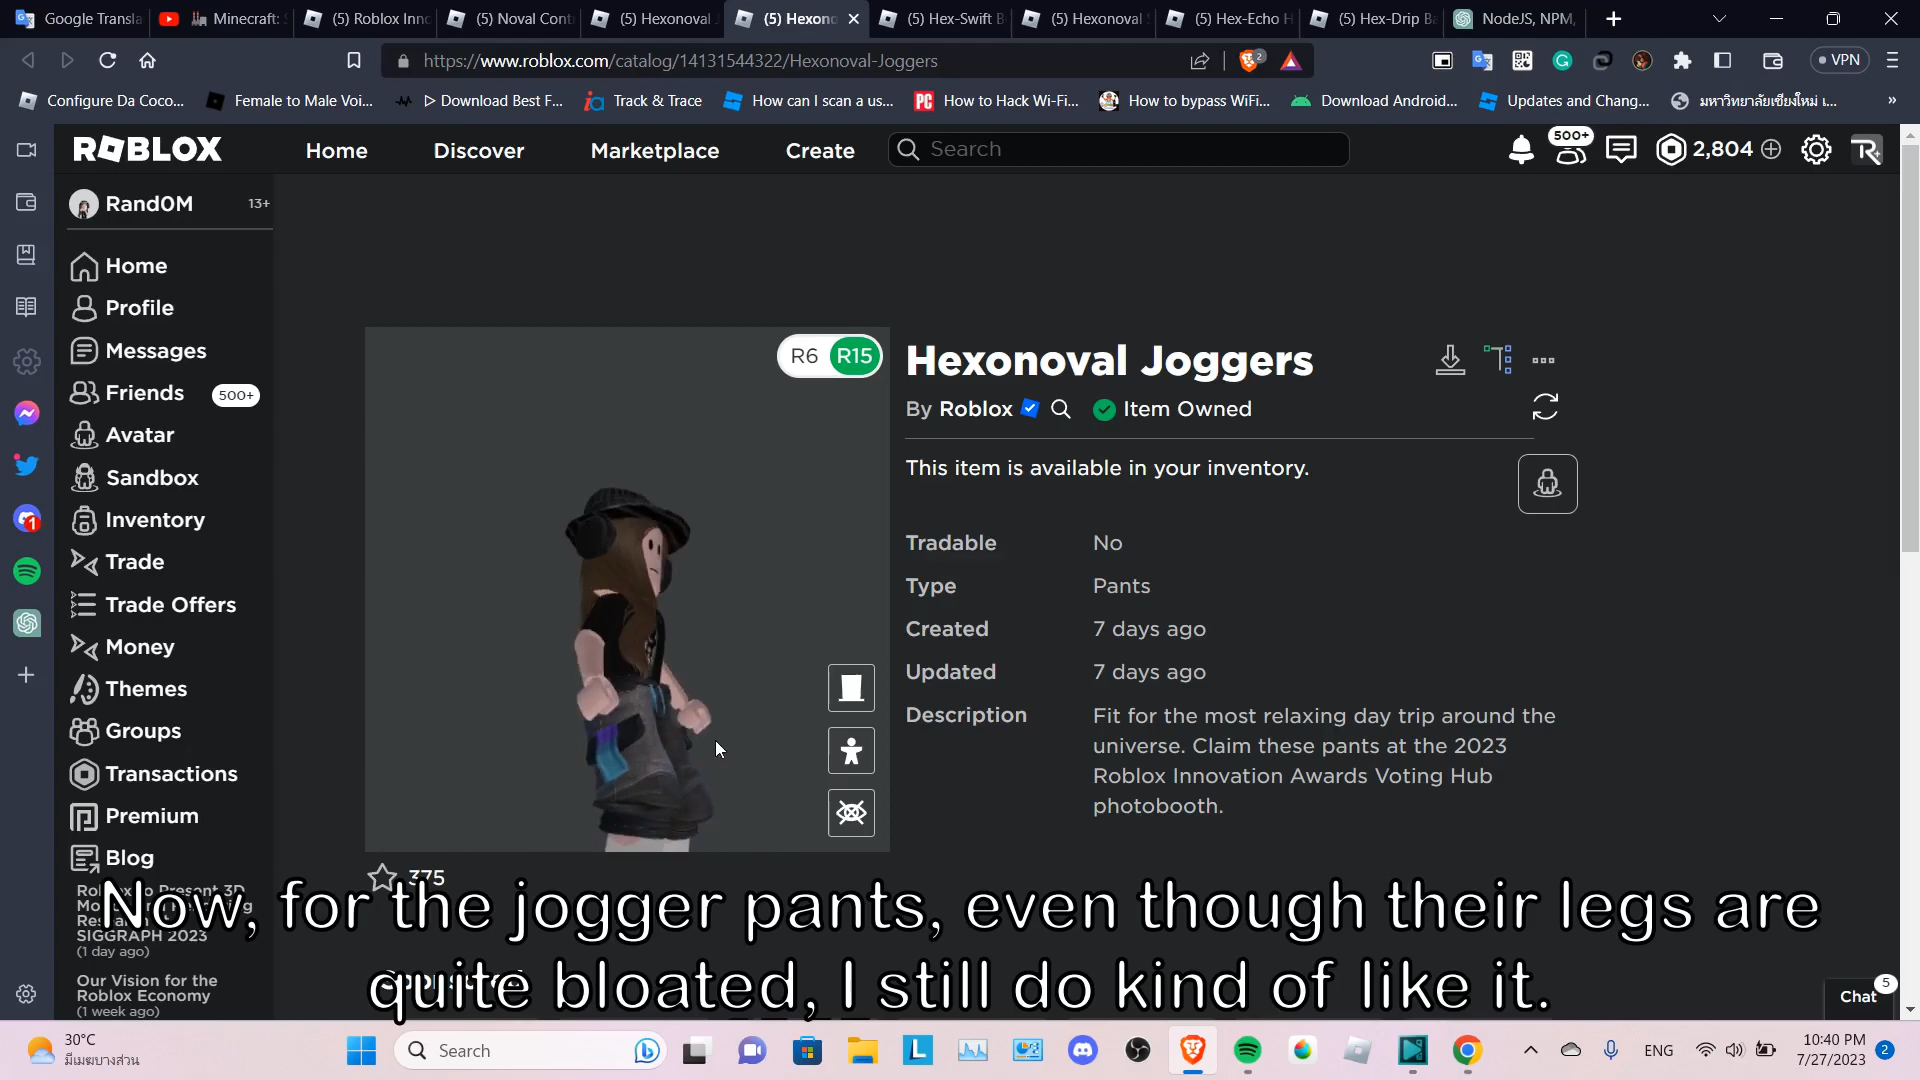 Google Transla
Minecraft: S
(5) Roblox Inno
(5) Noval Conti
(5) Hexonoval J
(5) Hexono
(5) Hex-Swift B
(5) Hexonoval S
(5) Hex-Echo H
(5) Hex-Drip Ba
NodeJS, NPM,
https://www.roblox.com/catalog/14131544322/Hexonoval-Joggers
2
VPN
Configure Da Coco...
Female to Male Voi...
▷ Download Best F...
Track & Trace
How can I scan a us...
How to Hack Wi-Fi...
How to bypass WiFi...
Download Android...
Updates and Chang...
มหาวิทยาลัยเชียงใหม่ เ...
ROBLOX
Home
Discover
Marketplace
Create
Search
500+
2,804
Rand0M
13+
Home
Profile
Messages
Friends
500+
Avatar
Sandbox
Inventory
Trade
Trade Offers
Money
Themes
Groups
Transactions
Premium
Blog
SIGGRAPH 2023
(1 day ago)
Our Vision for the
Roblox Economy
(1 week ago)
R6 R15
375
Hexonoval Joggers
By Roblox
Item Owned
This item is available in your inventory.
Tradable No
Type Pants
Created 7 days ago
Updated 7 days ago
Description Fit for the most relaxing day trip around the
universe. Claim these pants at the 2023
Roblox Innovation Awards Voting Hub
photobooth.
Now, for the jogger pants, even though their legs are
quite bloated, I still do kind of like it.
Chat
5
30°C
มีเมฆบางส่วน
Search
ENG
10:40 PM
7/27/2023
2